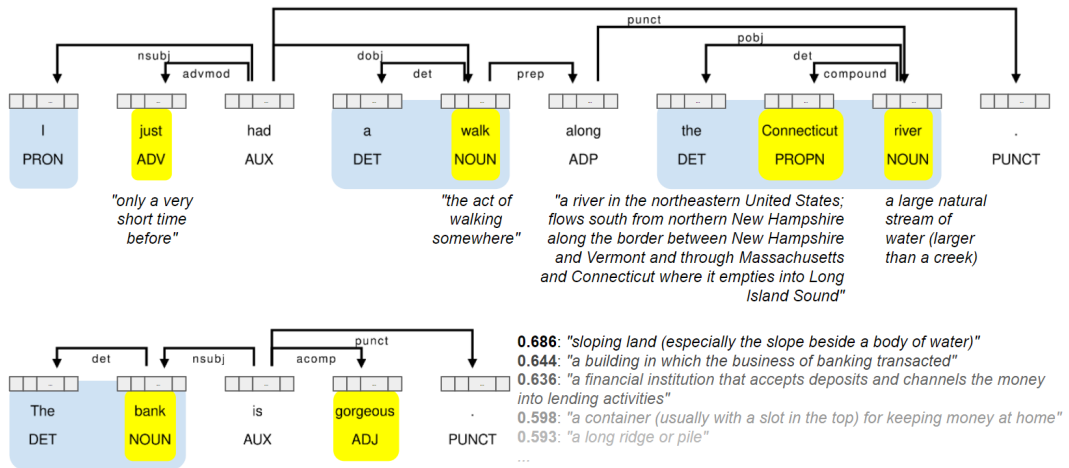 punct
pobj
nsubj dobj det
advmod det prep compound
I just had a walk along the Connecticut river .
PRON ADV AUX DET NOUN ADP DET PROPN NOUN PUNCT
"only a very
short time
before"
"the act of
walking
somewhere"
"a river in the northeastern United States;
flows south from northern New Hampshire
along the border between New Hampshire
and Vermont and through Massachusetts
and Connecticut where it empties into Long
Island Sound"
a large natural
stream of
water (larger
than a creek)
punct
det nsubj acomp
The bank is gorgeous .
DET NOUN AUX ADJ PUNCT
0.686: "sloping land (especially the slope beside a body of water)"
0.644: "a building in which the business of banking transacted"
0.636: "a financial institution that accepts deposits and channels the money
into lending activities"
0.598: "a container (usually with a slot in the top) for keeping money at home"
0.593: "a long ridge or pile"
...